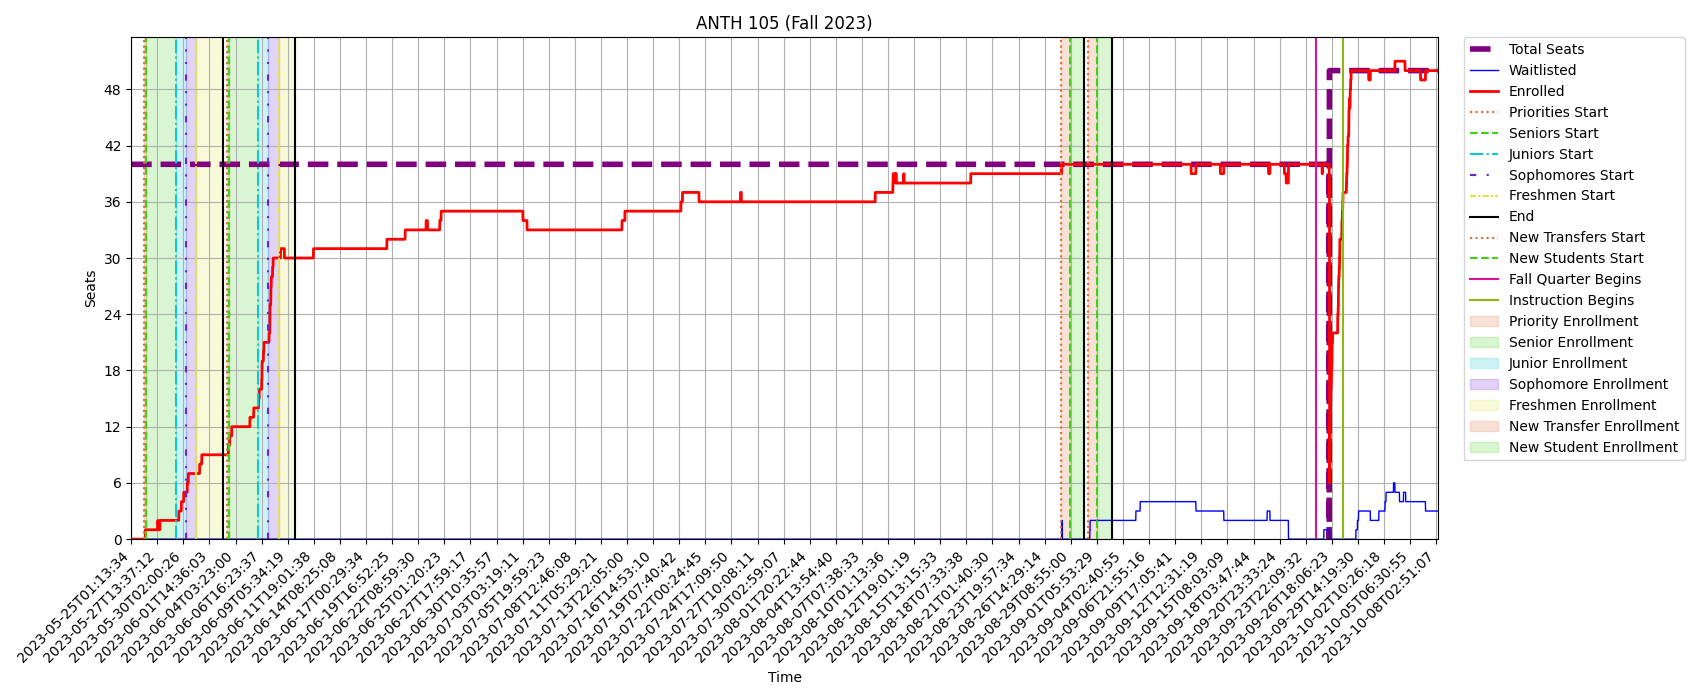 ANTH 105 (Fall 2023)
Total Seats
Waitlisted
Enrolled
Priorities Start
Seniors Start
Juniors Start
Sophomores Start
Freshmen Start
End
New Transfers Start
New Students Start
Fall Quarter Begins
Instruction Begins
Priority Enrollment
Senior Enrollment
Junior Enrollment
Sophomore Enrollment
Freshmen Enrollment
New Transfer Enrollment
New Student Enrollment
Seats
48
42
36
30
24
18
12
6
0
2023-05-25T01:13:34
2023-05-27T13:37:12
2023-05-30T02:00:26
2023-06-01T14:36:03
2023-06-04T03:23:00
2023-06-06T16:23:37
2023-06-09T05:34:19
2023-06-11T19:01:38
2023-06-14T08:25:08
2023-06-17T00:29:34
2023-06-19T16:52:25
2023-06-22T08:59:30
2023-06-25T01:20:23
2023-06-27T17:59:17
2023-06-30T10:35:57
2023-07-03T03:19:11
2023-07-05T19:59:23
2023-07-08T12:46:08
2023-07-11T05:29:21
2023-07-13T22:05:00
2023-07-16T14:53:10
2023-07-19T07:40:42
2023-07-22T00:24:45
2023-07-24T17:09:50
2023-07-27T10:08:11
2023-07-30T02:59:07
2023-08-01T20:22:44
2023-08-04T13:54:40
2023-08-07T07:38:33
2023-08-10T01:13:36
2023-08-12T19:01:19
2023-08-15T13:15:33
2023-08-18T07:33:38
2023-08-21T01:40:30
2023-08-23T19:57:34
2023-08-26T14:29:14
2023-08-29T08:55:00
2023-09-01T05:53:29
2023-09-04T02:40:55
2023-09-06T21:55:16
2023-09-09T17:05:41
2023-09-12T12:31:19
2023-09-15T08:03:09
2023-09-18T03:47:44
2023-09-20T23:33:24
2023-09-23T22:09:32
2023-09-26T18:06:23
2023-09-29T14:19:30
2023-10-02T10:26:18
2023-10-05T06:30:55
2023-10-08T02:51:07
Time